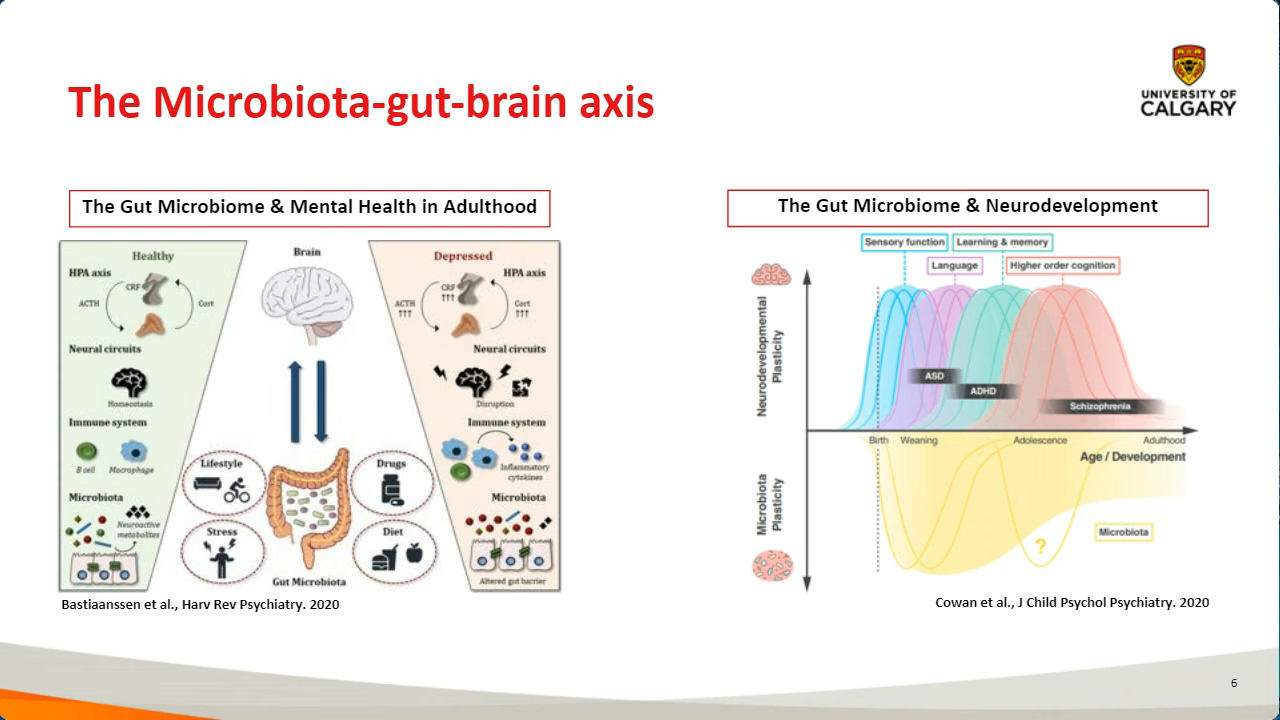 The Microbiota-gut-brain axis
UNIVERSITY OF
CALGARY
The Gut Microbiome & Mental Health in Adulthood
Healthy
HPA axis
CRF
ACTH
Cort
Neural circuits
Homeostasis
Immune system
B cell
Macrophage
Microbiota
Neuroactive
metabolites
Brain
Lifestyle
Drugs
Stress
Diet
Gut Microbiota
Depressed
HPA axis
CRF
↑↑↑
ACTH
↑↑↑
Cort
↑↑↑
Neural circuits
Disruption
Immune system
Inflammatory
cytokines
Microbiota
Altered gut barrier
Bastiaanssen et al., Harv Rev Psychiatry. 2020
The Gut Microbiome & Neurodevelopment
Sensory function
Learning & memory
Language
Higher order cognition
Neurodevelopmental
Plasticity
ASD
ADHD
Schizophrenia
Birth
Weaning
Adolescence
Adulthood
Age / Development
Microbiota
Plasticity
Microbiota
?
Cowan et al., J Child Psychol Psychiatry. 2020
6